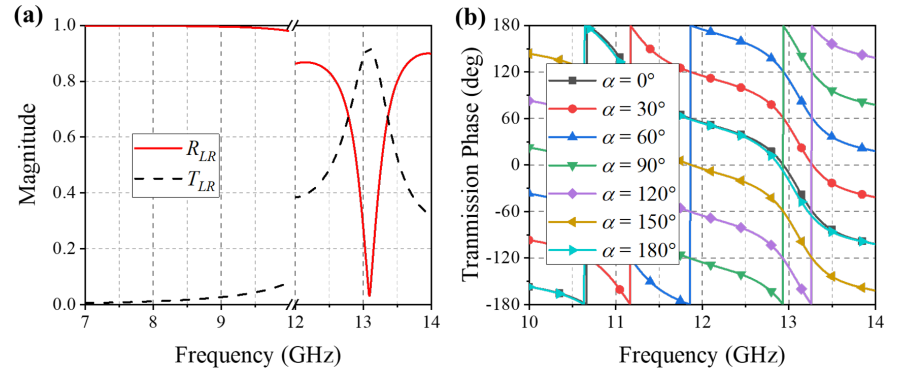 (a)
1.0
0.8
0.6
0.4
0.2
0.0
Magnitude
R_LR
T_LR
7 8 9 12 13 14
Frequency (GHz)
(b)
180
120
60
0
-60
-120
-180
Tranmission Phase (deg)
α = 0°
α = 30°
α = 60°
α = 90°
α = 120°
α = 150°
α = 180°
10 11 12 13 14
Frequency (GHz)